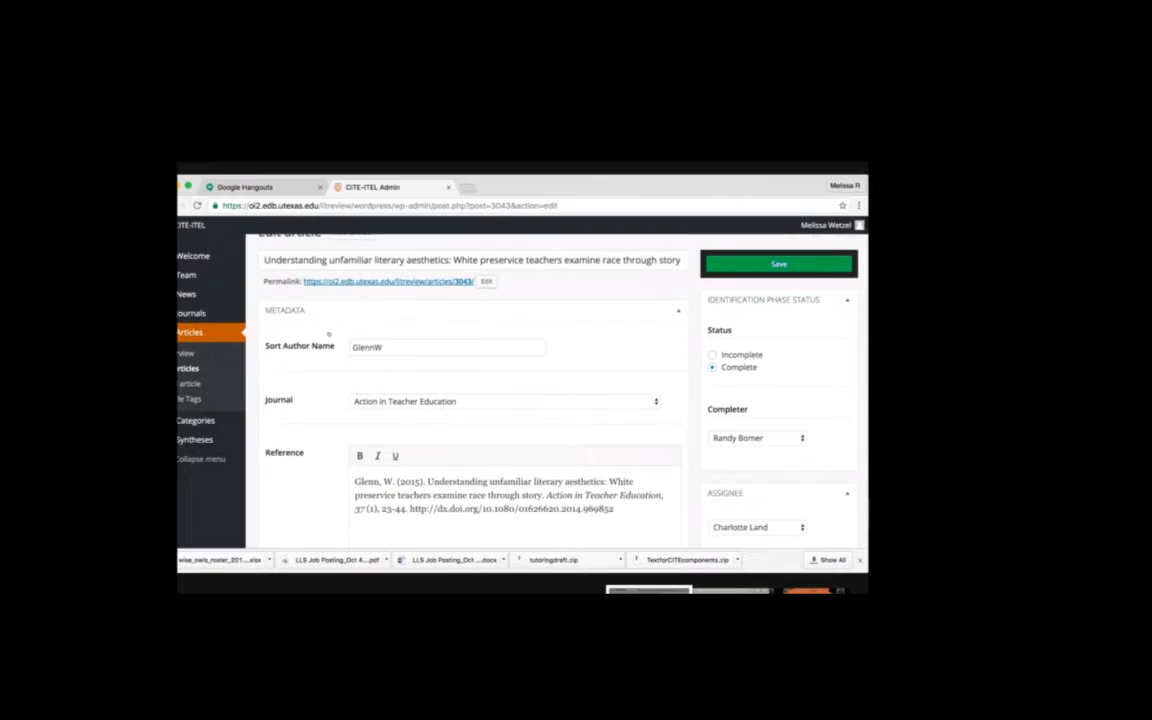 Google Hangouts × CITE-ITEL Admin × Melissa R
https://oi2.edb.utexas.edu/litreview/wordpress/wp-admin/post.php?post=3043&action=edit
CITE-ITEL Melissa Wetzel
Welcome
Team
News
ournals
Articles
rview
rticles
article
le Tags
Categories
Syntheses
Collapse menu
Edit article
Understanding unfamiliar literary aesthetics: White preservice teachers examine race through story
Permalink: https://oi2.edb.utexas.edu/litreview/articles/3043/ Edit
METADATA
Sort Author Name GlennW
Journal Action in Teacher Education
Reference B I U
Glenn, W. (2015). Understanding unfamiliar literary aesthetics: White
preservice teachers examine race through story. Action in Teacher Education,
37 (1), 23-44. http://dx.doi.org/10.1080/01626620.2014.969852
Save
IDENTIFICATION PHASE STATUS
Status
Incomplete
Complete
Completer
Randy Bomer
ASSIGNEE
Charlotte Land
wise_owls_roster_201....xlsx LLS Job Posting_Oct 4...pdf LLS Job Posting_Oct ....docx tutoringdraft.zip TextforCITEcomponents.zip Show All ×